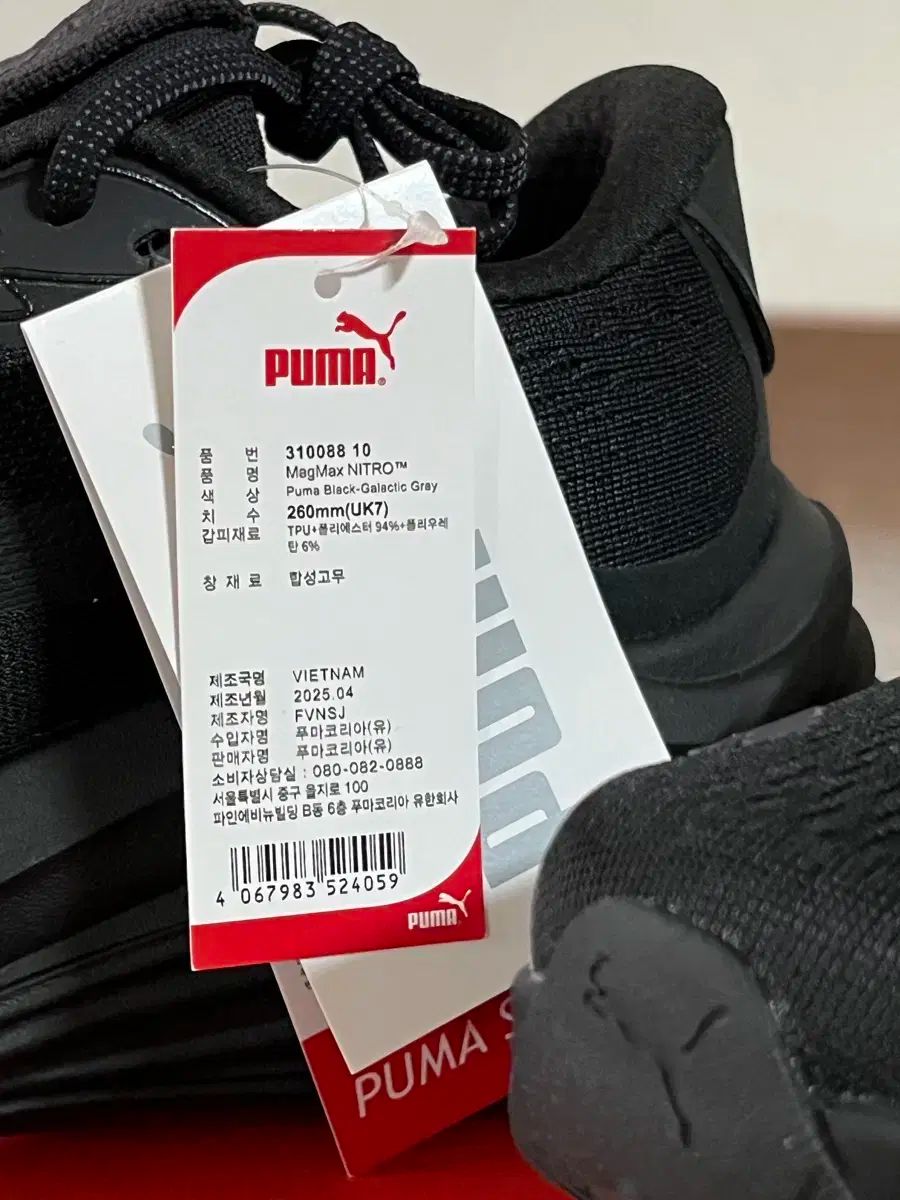 PUMA®
품 번 310088 10
품 명 MagMax NITRO™
색 상 Puma Black-Galactic Gray
치 수 260mm(UK7)
갑피재료 TPU+폴리에스터 94%+폴리우레
탄 6%
창 재 료 합성고무
제조국명 VIETNAM
제조년월 2025.04
제조자명 FVNSJ
수입자명 푸마코리아(유)
판매자명 푸마코리아(유)
소비자상담실 : 080-082-0888
서울특별시 중구 을지로 100
파인에비뉴빌딩 B동 6층 푸마코리아 유한회사
4 067983 524059
PUMA
PUMA S